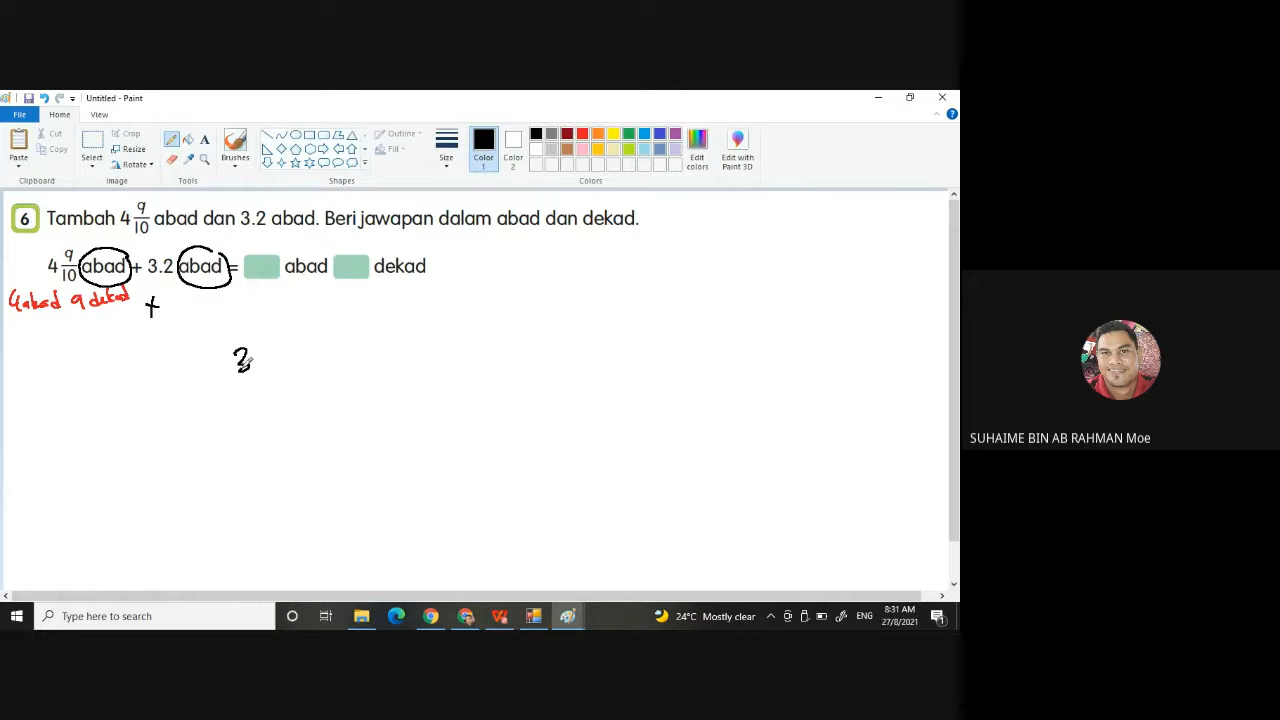 Untitled - Paint
File Home View
Paste Cut Copy
Clipboard
Select Crop Resize Rotate
Image
Tools
Brushes
Outline Fill
Shapes
Size
Color 1
Color 2
Edit colors
Edit with Paint 3D
Colors
6 Tambah 4 9/10 abad dan 3.2 abad. Beri jawapan dalam abad dan dekad.
4 9/10 abad + 3.2 abad = abad dekad
4 abad 9 dekad +
3
SUHAIME BIN AB RAHMAN Moe
Type here to search
24°C Mostly clear ENG 8:31 AM
27/8/2021 1